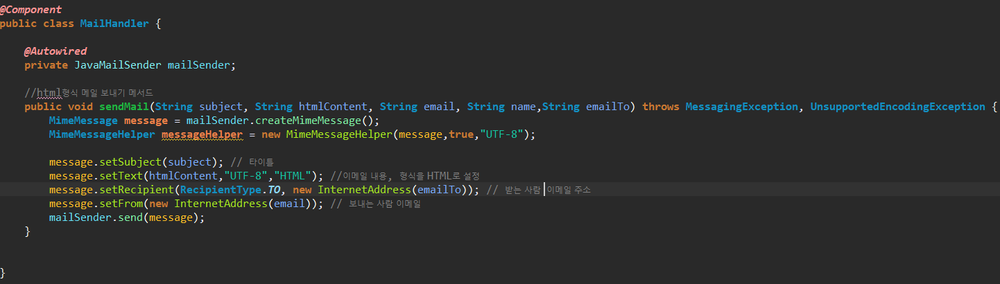 @Component
public class MailHandler {
@Autowired
private JavaMailSender mailSender;
//html형식 메일 보내기 메서드
public void sendMail(String subject, String htmlContent, String email, String name,String emailTo) throws MessagingException, UnsupportedEncodingException {
MimeMessage message = mailSender.createMimeMessage();
MimeMessageHelper messageHelper = new MimeMessageHelper(message,true,"UTF-8");
message.setSubject(subject); // 타이틀
message.setText(htmlContent,"UTF-8","HTML"); //이메일 내용, 형식을 HTML로 설정
message.setRecipient(RecipientType.TO, new InternetAddress(emailTo)); // 받는 사람 이메일 주소
message.setFrom(new InternetAddress(email)); // 보내는 사람 이메일
mailSender.send(message);
}
}